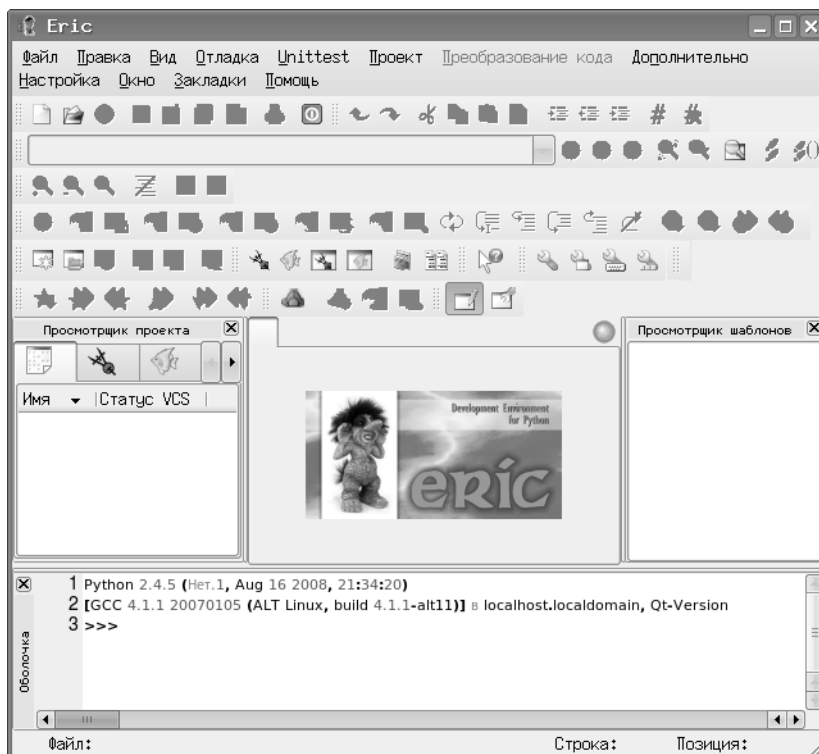 Eric
Файл Правка Вид Отладка Unittest Проект Преобразование кода Дополнительно
Настройка Окно Закладки Помощь
Просмотрщик проекта
Имя Статус VCS
Development Environment
for Python
eric
Просмотрщик шаблонов
Оболочка
1 Python 2.4.5 (Нет.1, Aug 16 2008, 21:34:20)
2 [GCC 4.1.1 20070105 (ALT Linux, build 4.1.1-alt11)] в localhost.localdomain, Qt-Version
3 >>>
Файл: Строка: Позиция: